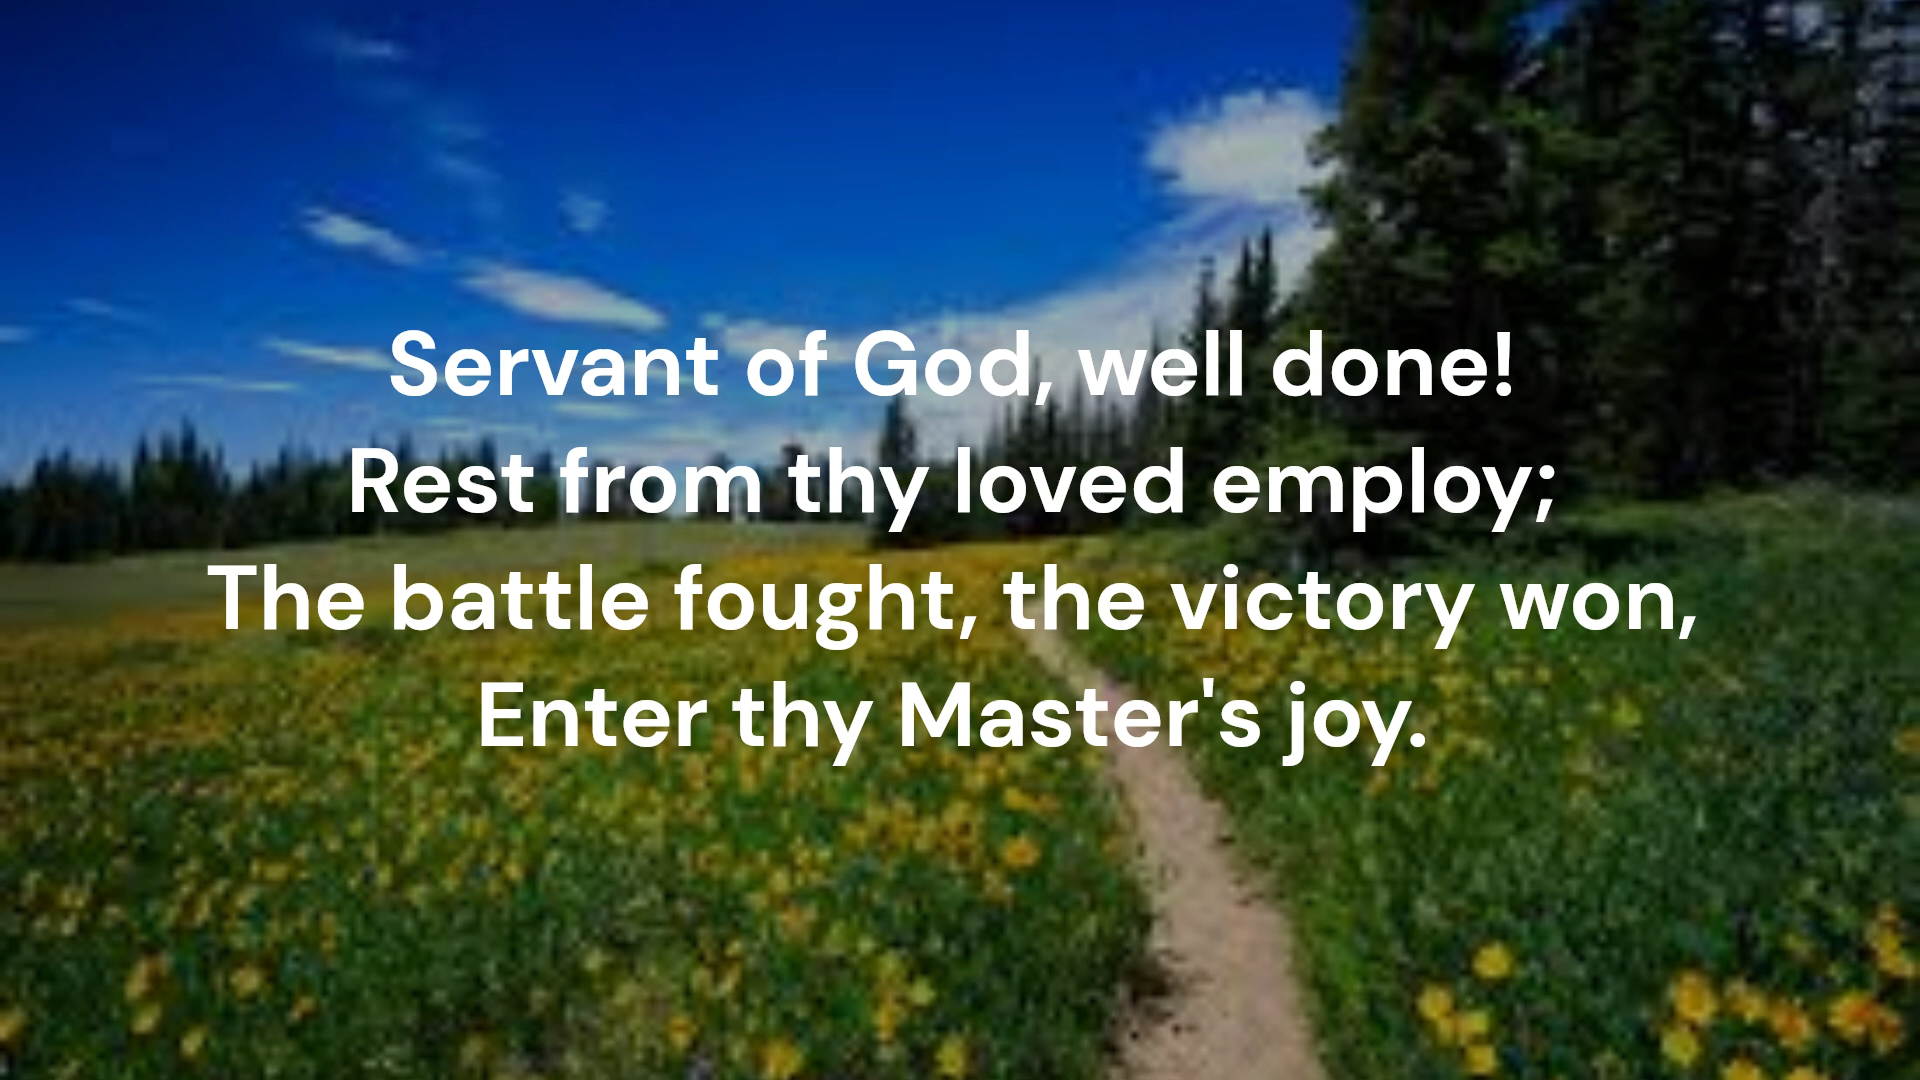 Servant of God, well done!
Rest from thy loved employ;
The battle fought, the victory won,
Enter thy Master's joy.